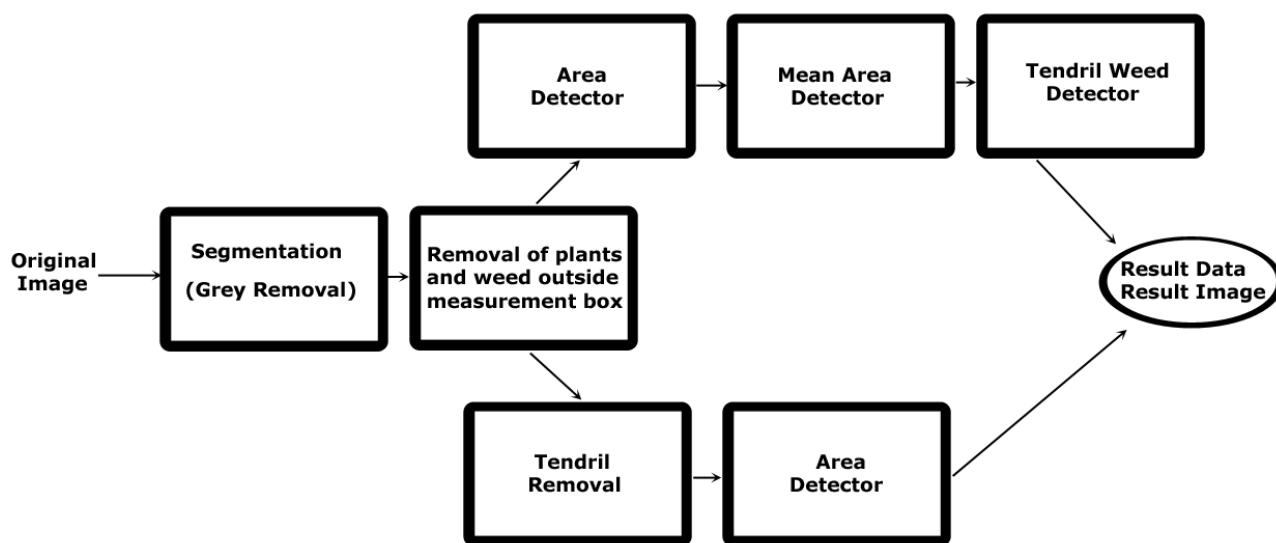 Original
Image
Segmentation
(Grey Removal)
Removal of plants
and weed outside
measurement box
Area
Detector
Mean Area
Detector
Tendril Weed
Detector
Tendril
Removal
Area
Detector
Result Data
Result Image